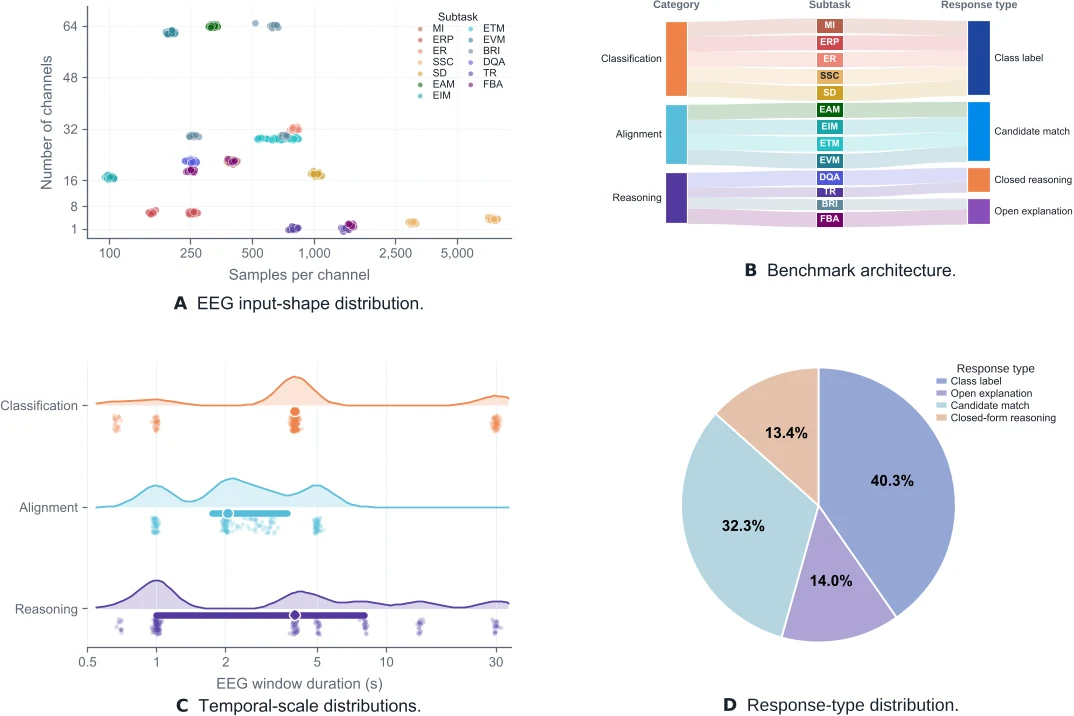 Subtask
MI
ERP
ER
SSC
SD
EAM
EIM
ETM
EVM
BRI
DQA
TR
FBA
Number of channels
64
48
32
16
8
1
100
250
500
1,000
2,500
5,000
Samples per channel
A EEG input-shape distribution.
Category
Subtask
Response type
Classification
Alignment
Reasoning
MI
ERP
ER
SSC
SD
EAM
EIM
ETM
EVM
DQA
TR
BRI
FBA
Class label
Candidate match
Closed reasoning
Open explanation
B Benchmark architecture.
Classification
Alignment
Reasoning
0.5
1
2
5
10
30
EEG window duration (s)
C Temporal-scale distributions.
Response type
Class label
Open explanation
Candidate match
Closed-form reasoning
13.4%
40.3%
32.3%
14.0%
D Response-type distribution.